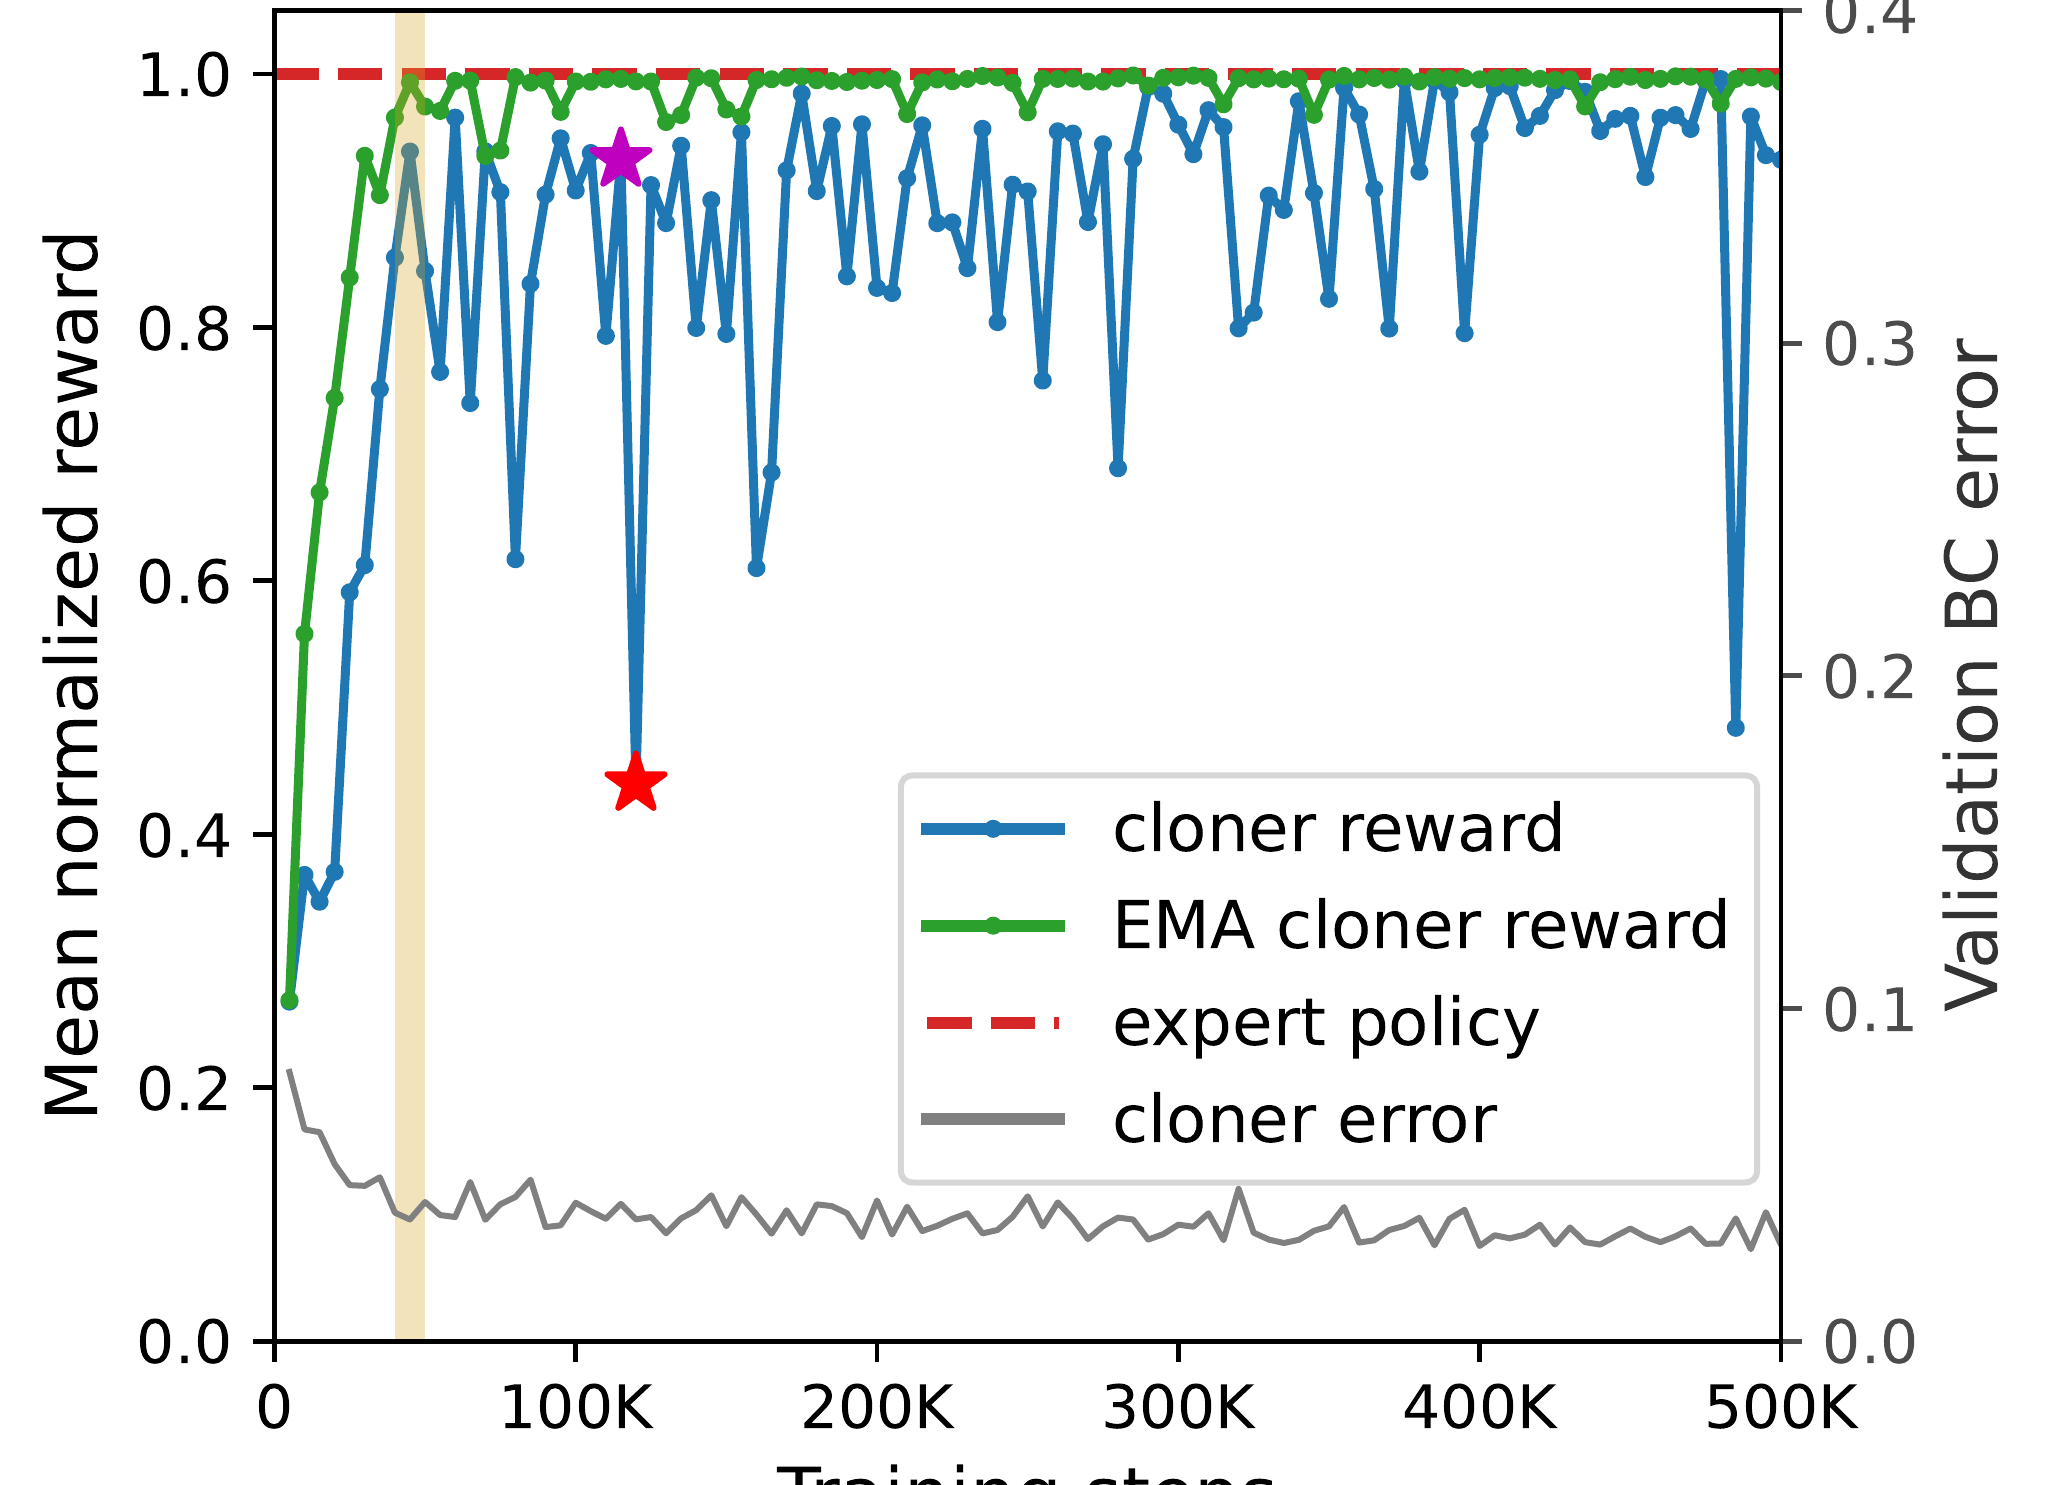 Mean normalized reward
1.0
0.8
0.6
0.4
0.2
0.0
0.4
0.3
0.2
0.1
0.0
Validation BC error
cloner reward
EMA cloner reward
expert policy
cloner error
0
100K
200K
300K
400K
500K
Training steps